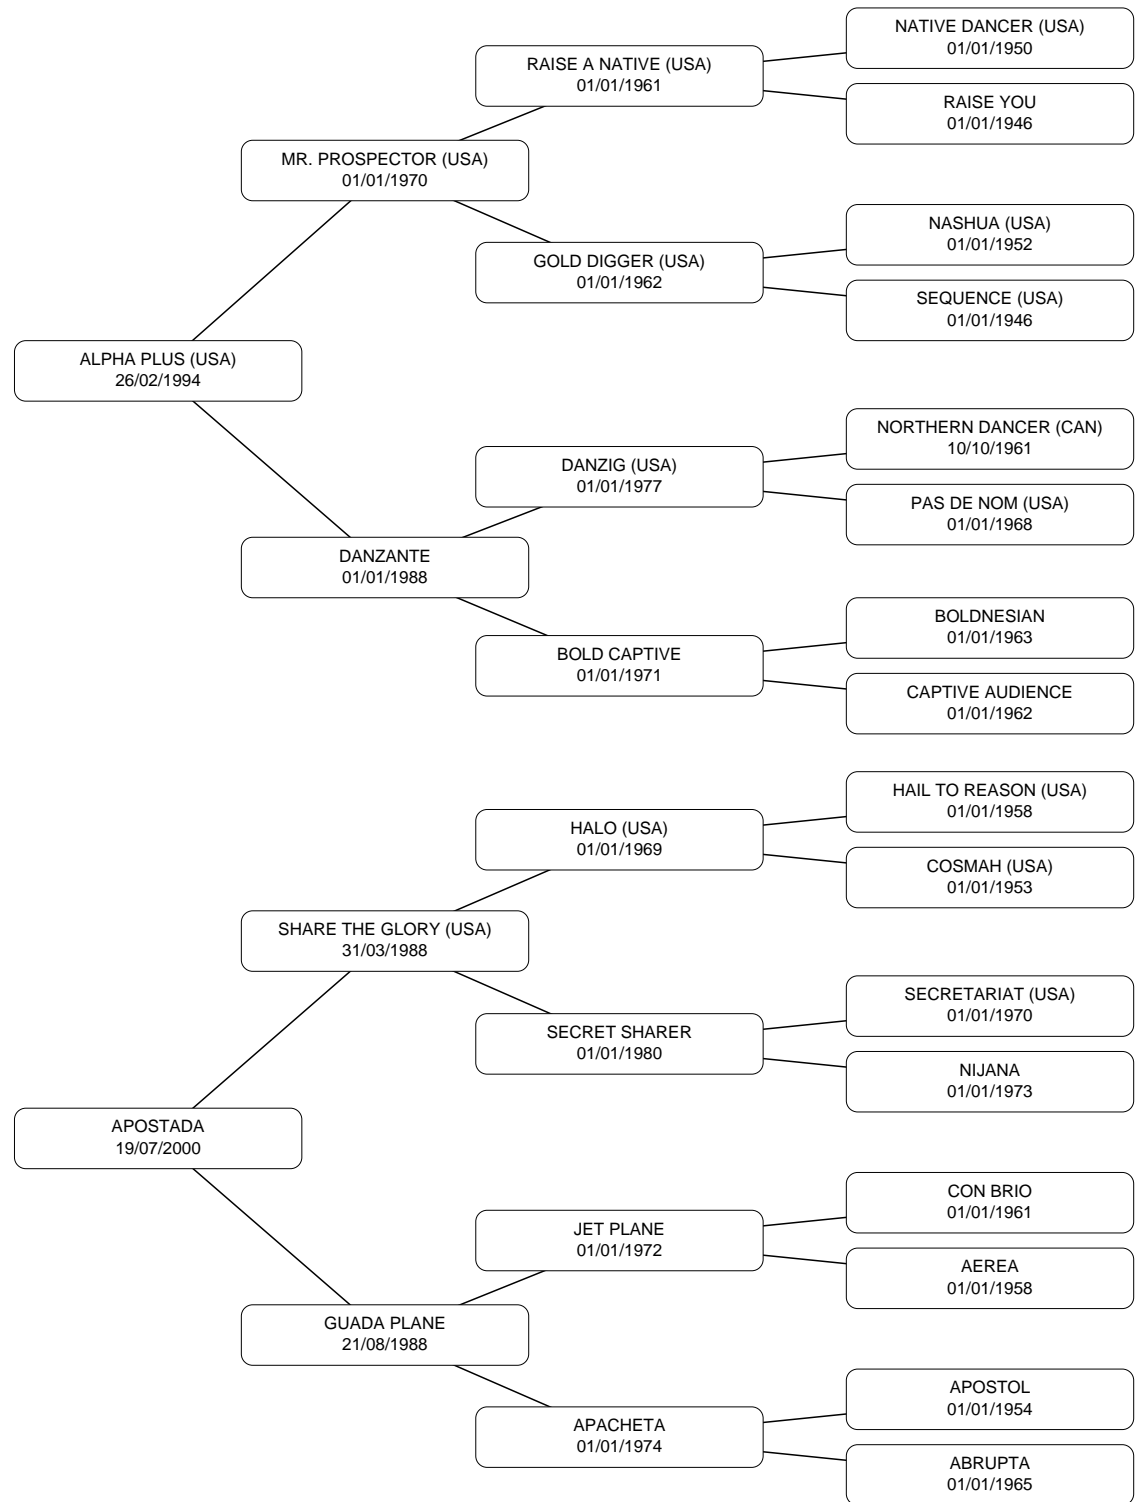 NATIVE DANCER (USA)
01/01/1950
RAISE A NATIVE (USA)
01/01/1961
RAISE YOU
01/01/1946
MR. PROSPECTOR (USA)
01/01/1970
NASHUA (USA)
01/01/1952
GOLD DIGGER (USA)
01/01/1962
SEQUENCE (USA)
01/01/1946
ALPHA PLUS (USA)
26/02/1994
NORTHERN DANCER (CAN)
10/10/1961
DANZIG (USA)
01/01/1977
PAS DE NOM (USA)
01/01/1968
DANZANTE
01/01/1988
BOLDNESIAN
01/01/1963
BOLD CAPTIVE
01/01/1971
CAPTIVE AUDIENCE
01/01/1962
HAIL TO REASON (USA)
01/01/1958
HALO (USA)
01/01/1969
COSMAH (USA)
01/01/1953
SHARE THE GLORY (USA)
31/03/1988
SECRETARIAT (USA)
01/01/1970
SECRET SHARER
01/01/1980
NIJANA
01/01/1973
APOSTADA
19/07/2000
CON BRIO
01/01/1961
JET PLANE
01/01/1972
AEREA
01/01/1958
GUADA PLANE
21/08/1988
APOSTOL
01/01/1954
APACHETA
01/01/1974
ABRUPTA
01/01/1965